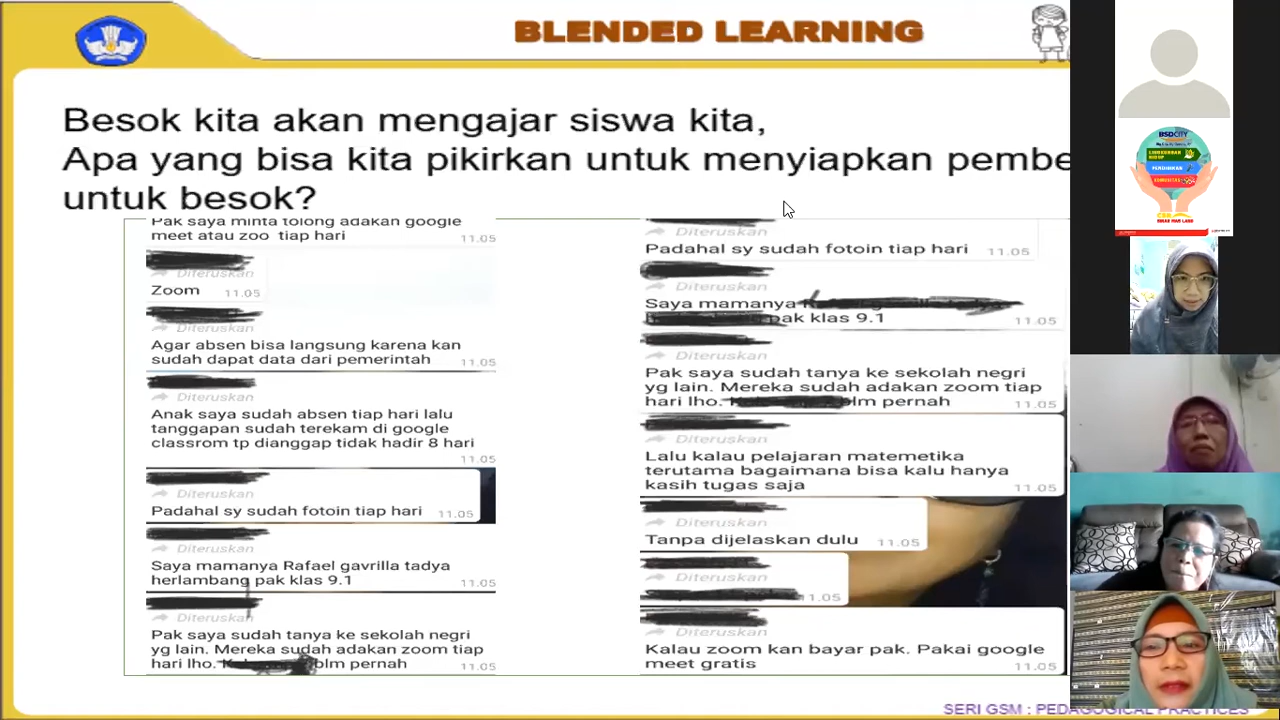 BLENDED LEARNING
Besok kita akan mengajar siswa kita,
Apa yang bisa kita pikirkan untuk menyiapkan pembe
untuk besok?
Pak saya minta tolong adakan google
meet atau zoo tiap hari
11.05
Diteruskan
Zoom 11.05
Diteruskan
Agar absen bisa langsung karena kan
sudah dapat data dari pemerintah 11.05
Diteruskan
Anak saya sudah absen tiap hari lalu
tanggapan sudah terekam di google
classrom tp dianggap tidak hadir 8 hari
11.05
Diteruskan
Padahal sy sudah fotoin tiap hari 11.05
Diteruskan
Saya mamanya Rafael gavrilla tadya
herlambang pak klas 9.1 11.05
Diteruskan
Pak saya sudah tanya ke sekolah negri
yg lain. Mereka sudah adakan zoom tiap
hari lho. blm pernah 11.05
Diteruskan
Padahal sy sudah fotoin tiap hari 11.05
Diteruskan
Saya mamanya
pak klas 9.1 11.05
Diteruskan
Pak saya sudah tanya ke sekolah negri
yg lain. Mereka sudah adakan zoom tiap
hari lho. blm pernah 11.05
Diteruskan
Lalu kalau pelajaran matemetika
terutama bagaimana bisa kalu hanya
kasih tugas saja 11.05
Diteruskan
Tanpa dijelaskan dulu 11.05
Diteruskan
11.05
Diteruskan
Kalau zoom kan bayar pak. Pakai google
meet gratis 11.05
SERI GSM : PEDAGOGICAL PRACTICES
BSDCITY
LINGKUNGAN
HIDUP
PENDIDIKAN